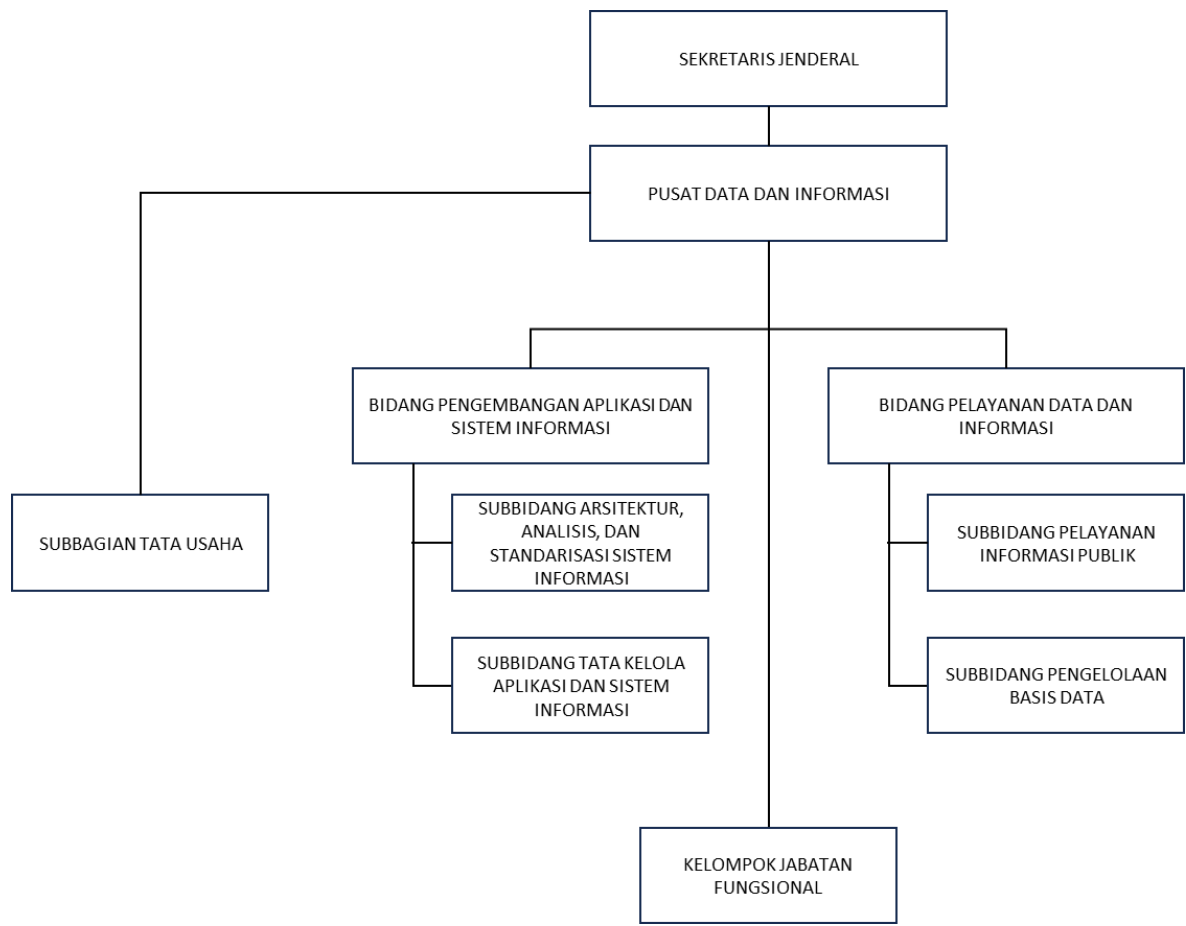 SEKRETARIS JENDERAL
PUSAT DATA DAN INFORMASI
BIDANG PENGEMBANGAN APLIKASI DAN
SISTEM INFORMASI
BIDANG PELAYANAN DATA DAN
INFORMASI
SUBBAGIAN TATA USAHA
SUBBIDANG ARSITEKTUR,
ANALISIS, DAN
STANDARISASI SISTEM
INFORMASI
SUBBIDANG PELAYANAN
INFORMASI PUBLIK
SUBBIDANG TATA KELOLA
APLIKASI DAN SISTEM
INFORMASI
SUBBIDANG PENGELOLAAN
BASIS DATA
KELOMPOK JABATAN
FUNGSIONAL